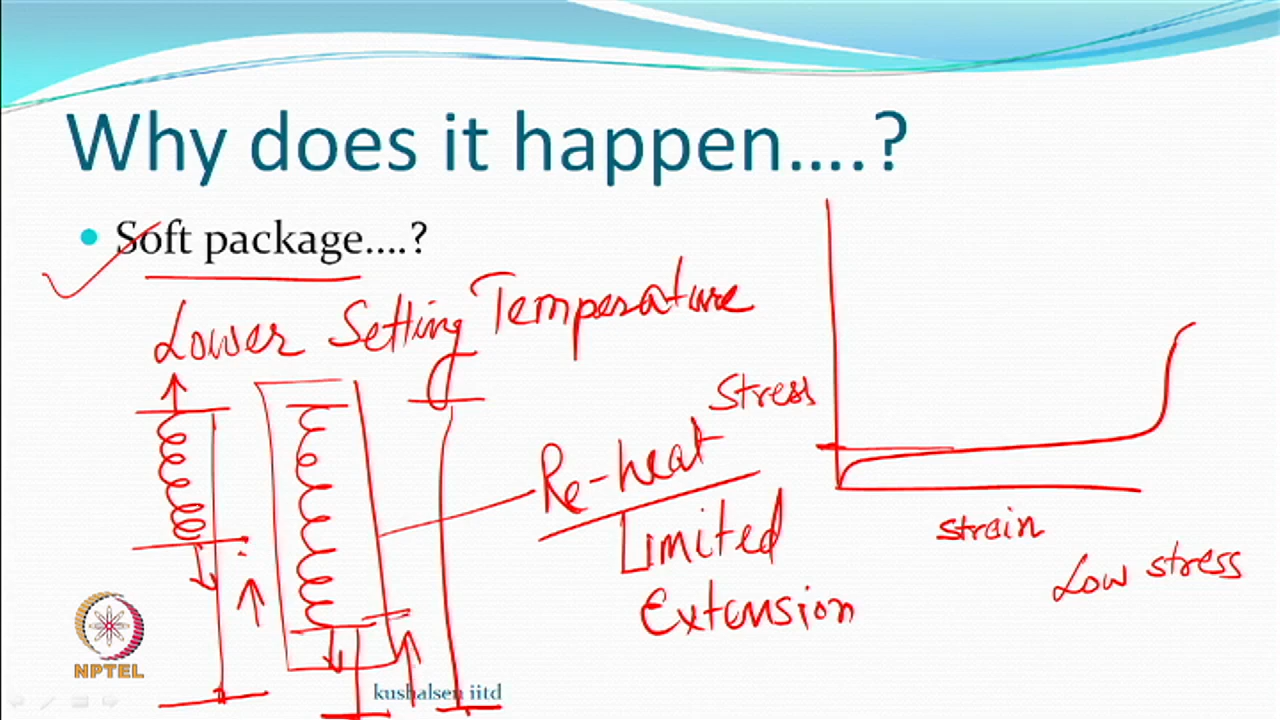 Why does it happen....?
• Soft package....?
Lower Setting Temperature
Stress
Re-heat
Limited
Extension
strain
Low stress
NPTEL
kushalsen iitd